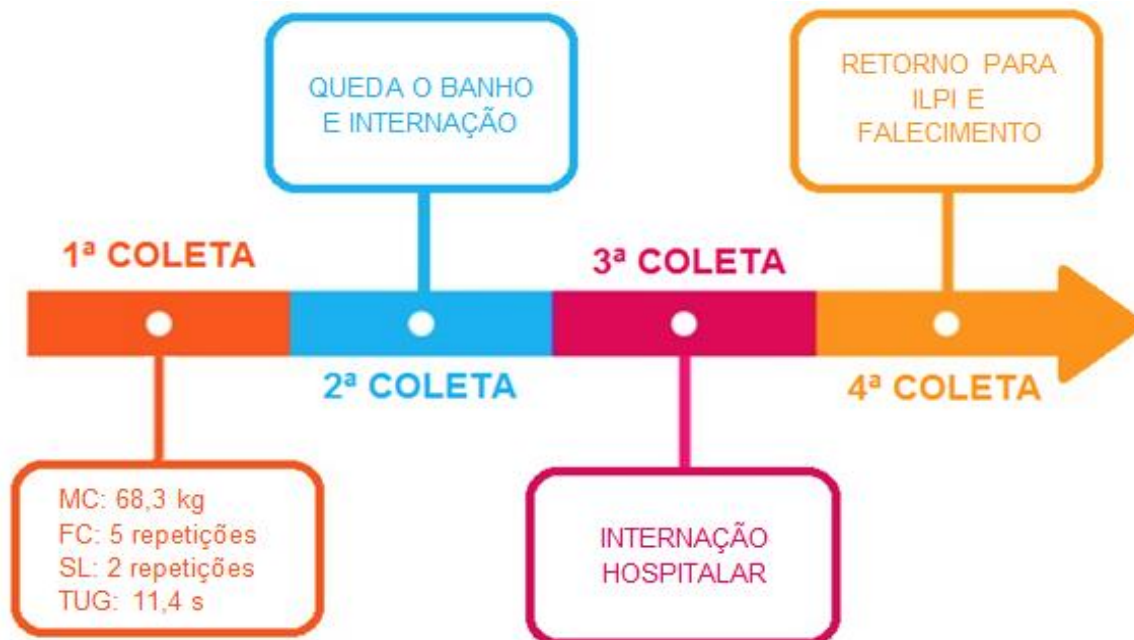 1ª COLETA
MC: 68,3 kg
FC: 5 repetições
SL: 2 repetições
TUG: 11,4 s
QUEDA O BANHO
E INTERNAÇÃO
2ª COLETA
3ª COLETA
INTERNAÇÃO
HOSPITALAR
RETORNO PARA
ILPI E
FALECIMENTO
4ª COLETA